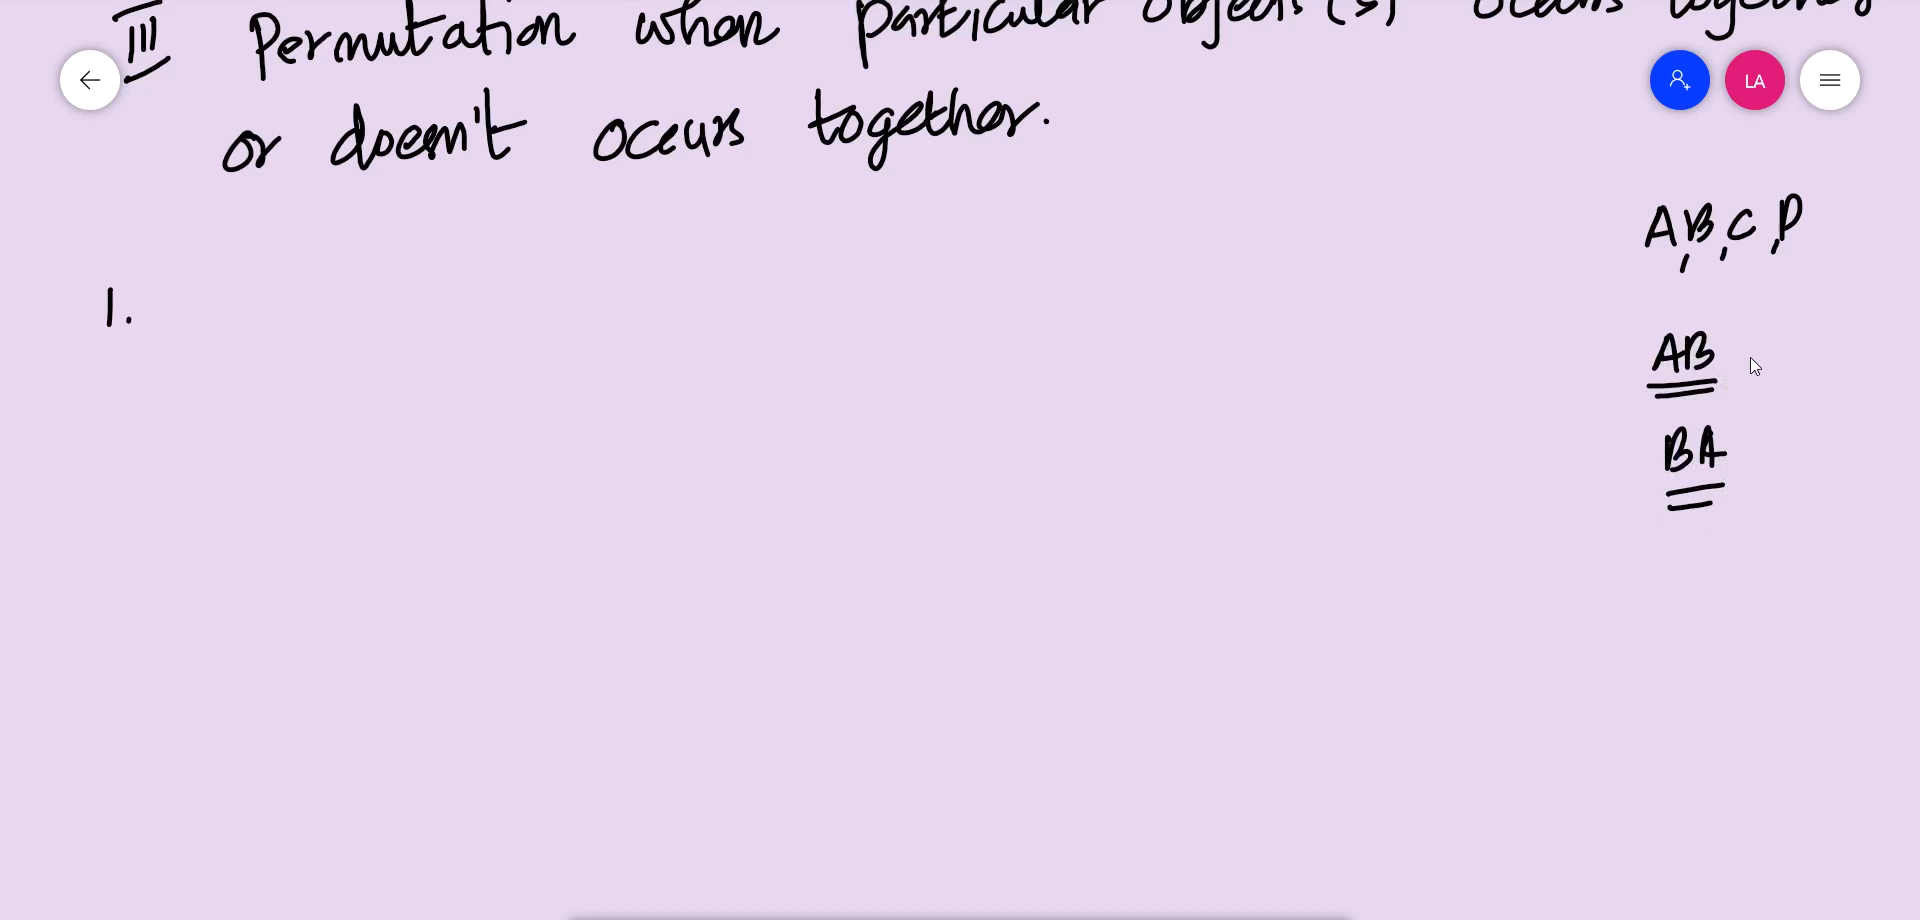 III Permutation when particular object(s) occurs together
or doesn't occurs together.
LA
A, B, C, D
1.
AB
BA